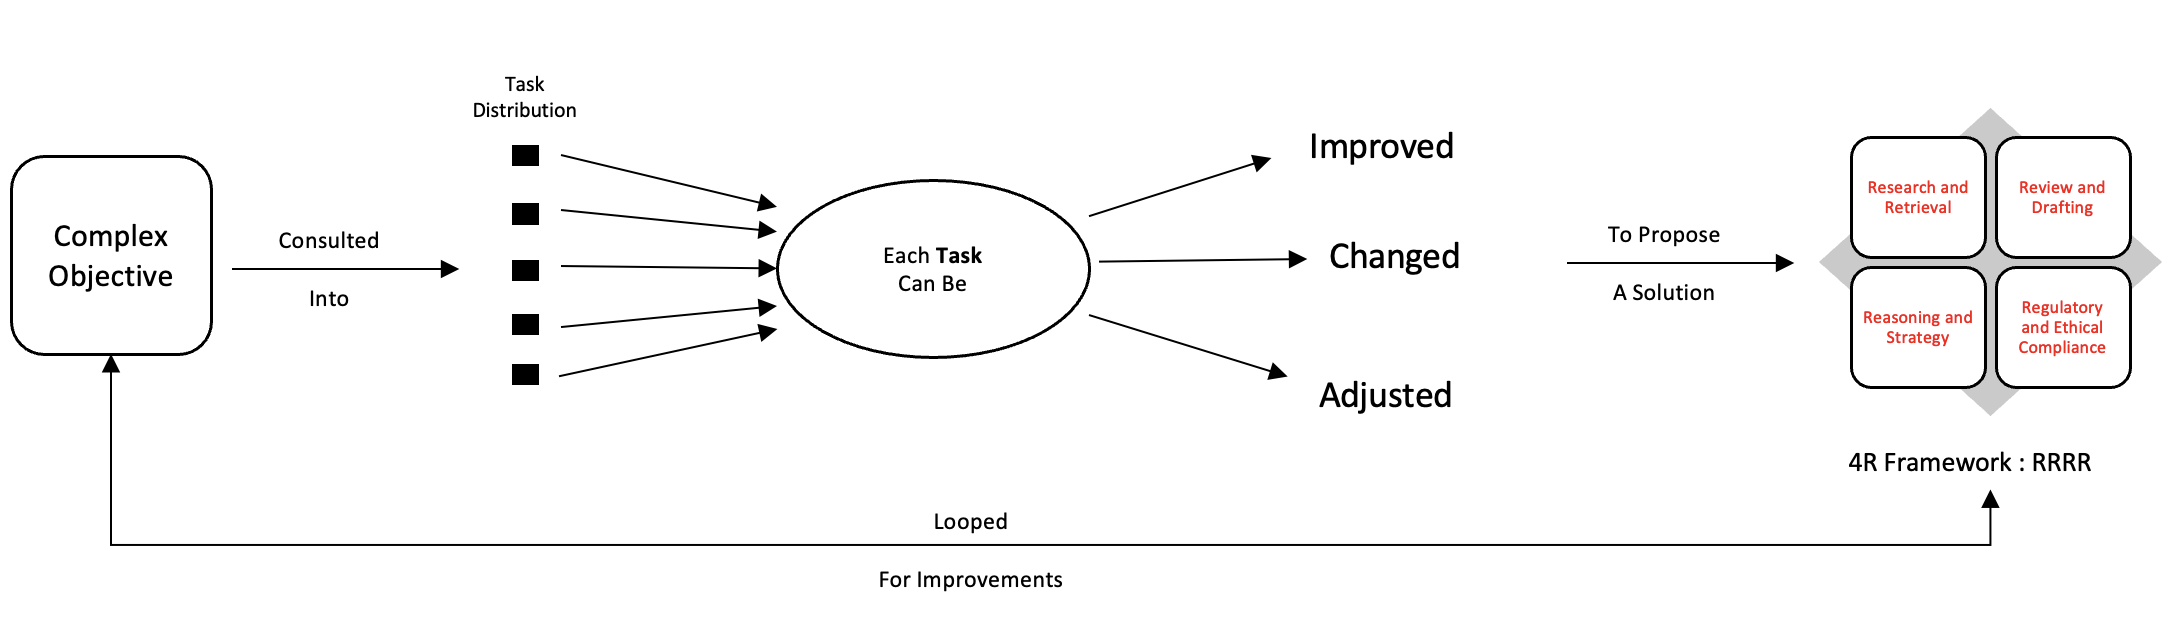 Complex
Objective
Consulted
Into
Task
Distribution
Each Task
Can Be
Improved
Changed
Adjusted
To Propose
A Solution
Research and
Retrieval
Review and
Drafting
Reasoning and
Strategy
Regulatory
and Ethical
Compliance
4R Framework : RRRR
Looped
For Improvements